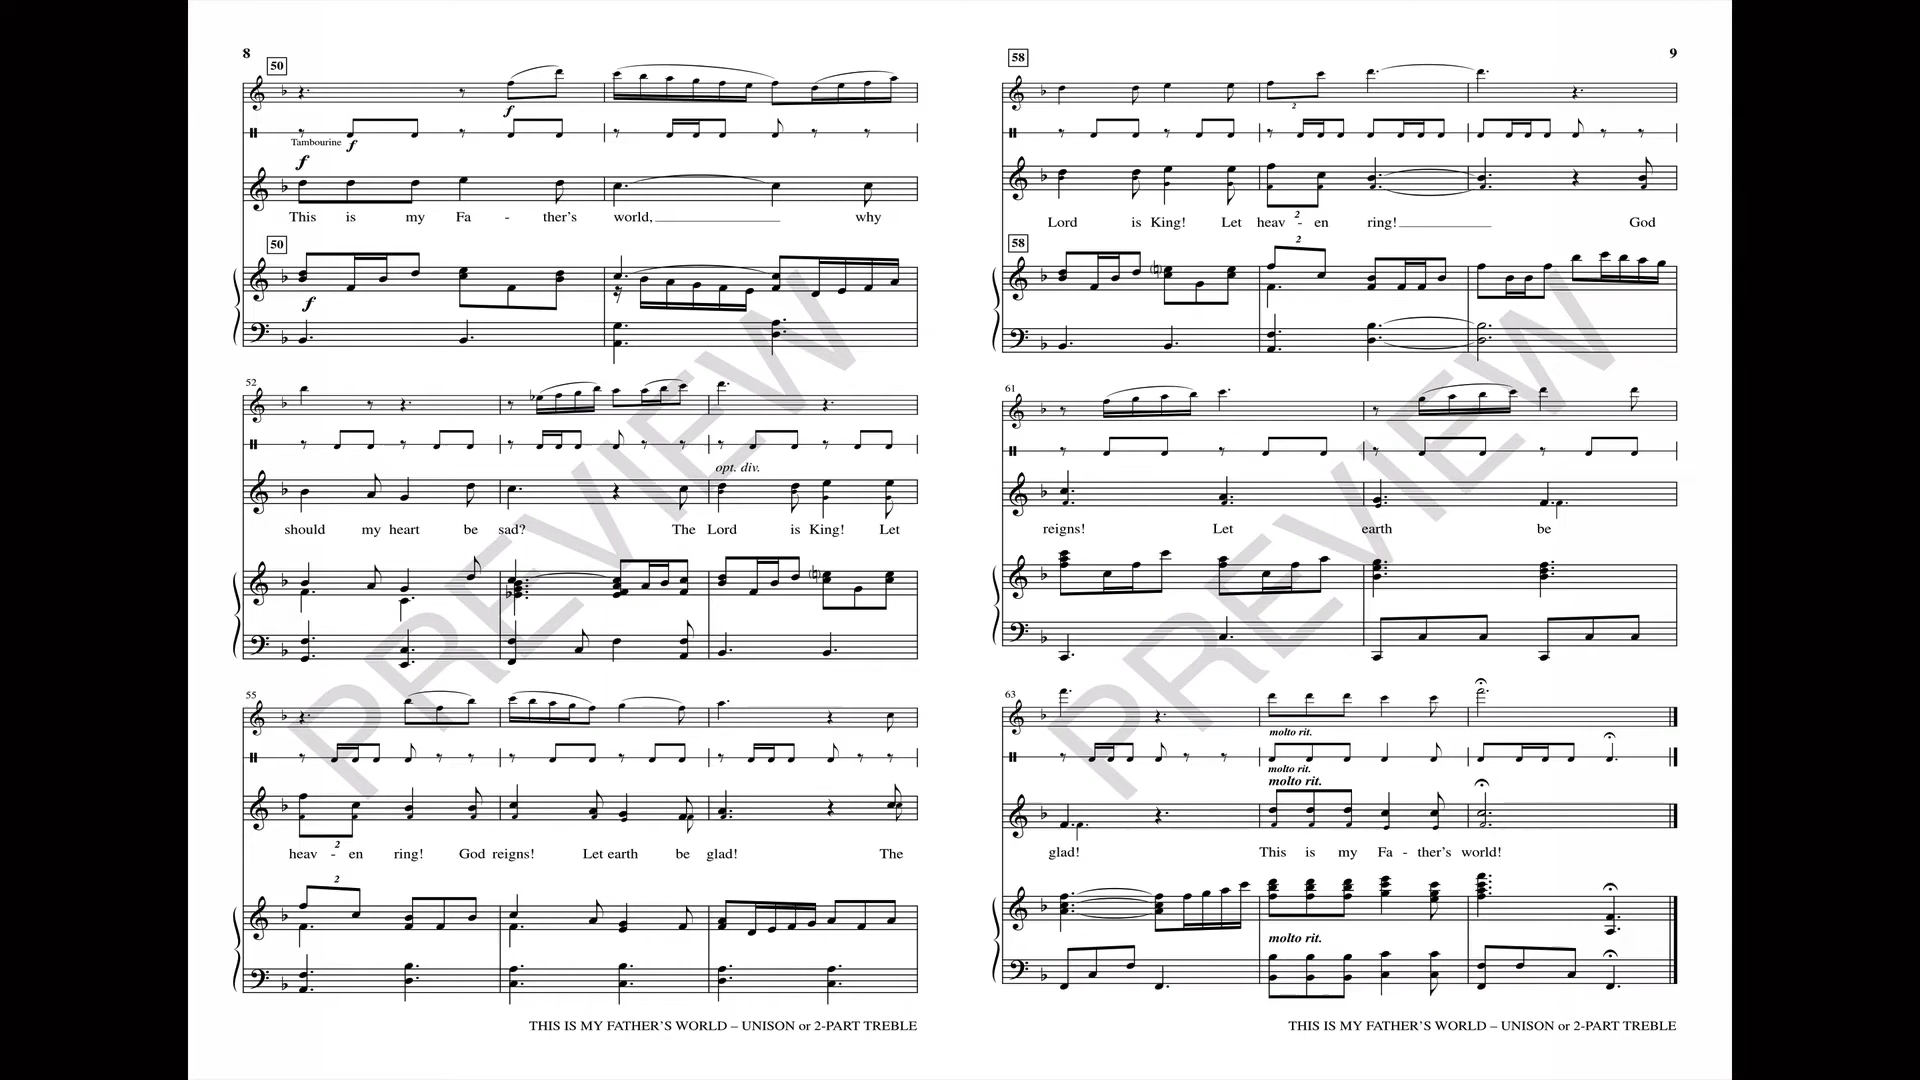 8
50
f
Tambourine f
f
This is my Fa - ther's world, why
50
f
52
opt. div.
should my heart be sad? The Lord is King! Let
55
2
heav - en ring! God reigns! Let earth be glad! The
2
THIS IS MY FATHER'S WORLD – UNISON or 2-PART TREBLE
PREVIEW
9
58
2
2
Lord is King! Let heav - en ring! God
58
2
61
reigns! Let earth be
63
molto rit.
molto rit.
molto rit.
glad! This is my Fa - ther's world!
molto rit.
THIS IS MY FATHER'S WORLD – UNISON or 2-PART TREBLE
PREVIEW